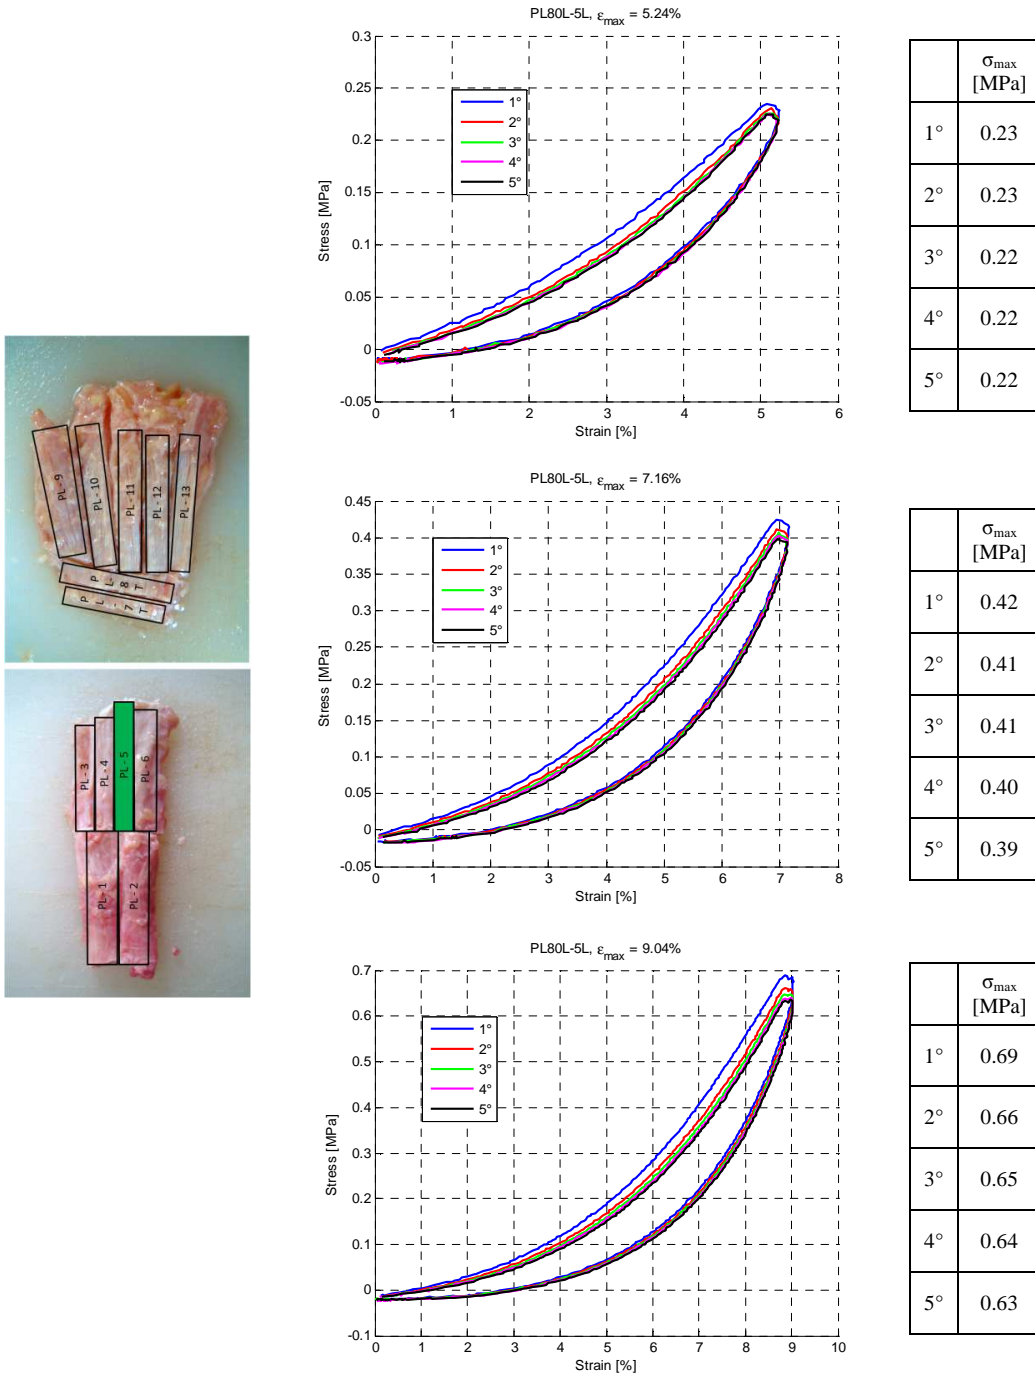 PL80L-5L, εmax = 5.24%
0.3
0.25
0.2
0.15
0.1
0.05
0
-0.05
Stress [MPa]
1°
2°
3°
4°
5°
0 1 2 3 4 5 6
Strain [%]
σmax
[MPa]
1° 0.23
2° 0.23
3° 0.22
4° 0.22
5° 0.22
PL - 9
PL - 10
PL - 11
PL - 12
PL - 13
P L - 8 T
P L - 7 T
PL - 3
PL - 4
PL - 5
PL - 6
PL - 1
PL - 2
PL80L-5L, εmax = 7.16%
0.45
0.4
0.35
0.3
0.25
0.2
0.15
0.1
0.05
0
-0.05
Stress [MPa]
1°
2°
3°
4°
5°
0 1 2 3 4 5 6 7 8
Strain [%]
σmax
[MPa]
1° 0.42
2° 0.41
3° 0.41
4° 0.40
5° 0.39
PL80L-5L, εmax = 9.04%
0.7
0.6
0.5
0.4
0.3
0.2
0.1
0
-0.1
Stress [MPa]
1°
2°
3°
4°
5°
0 1 2 3 4 5 6 7 8 9 10
Strain [%]
σmax
[MPa]
1° 0.69
2° 0.66
3° 0.65
4° 0.64
5° 0.63